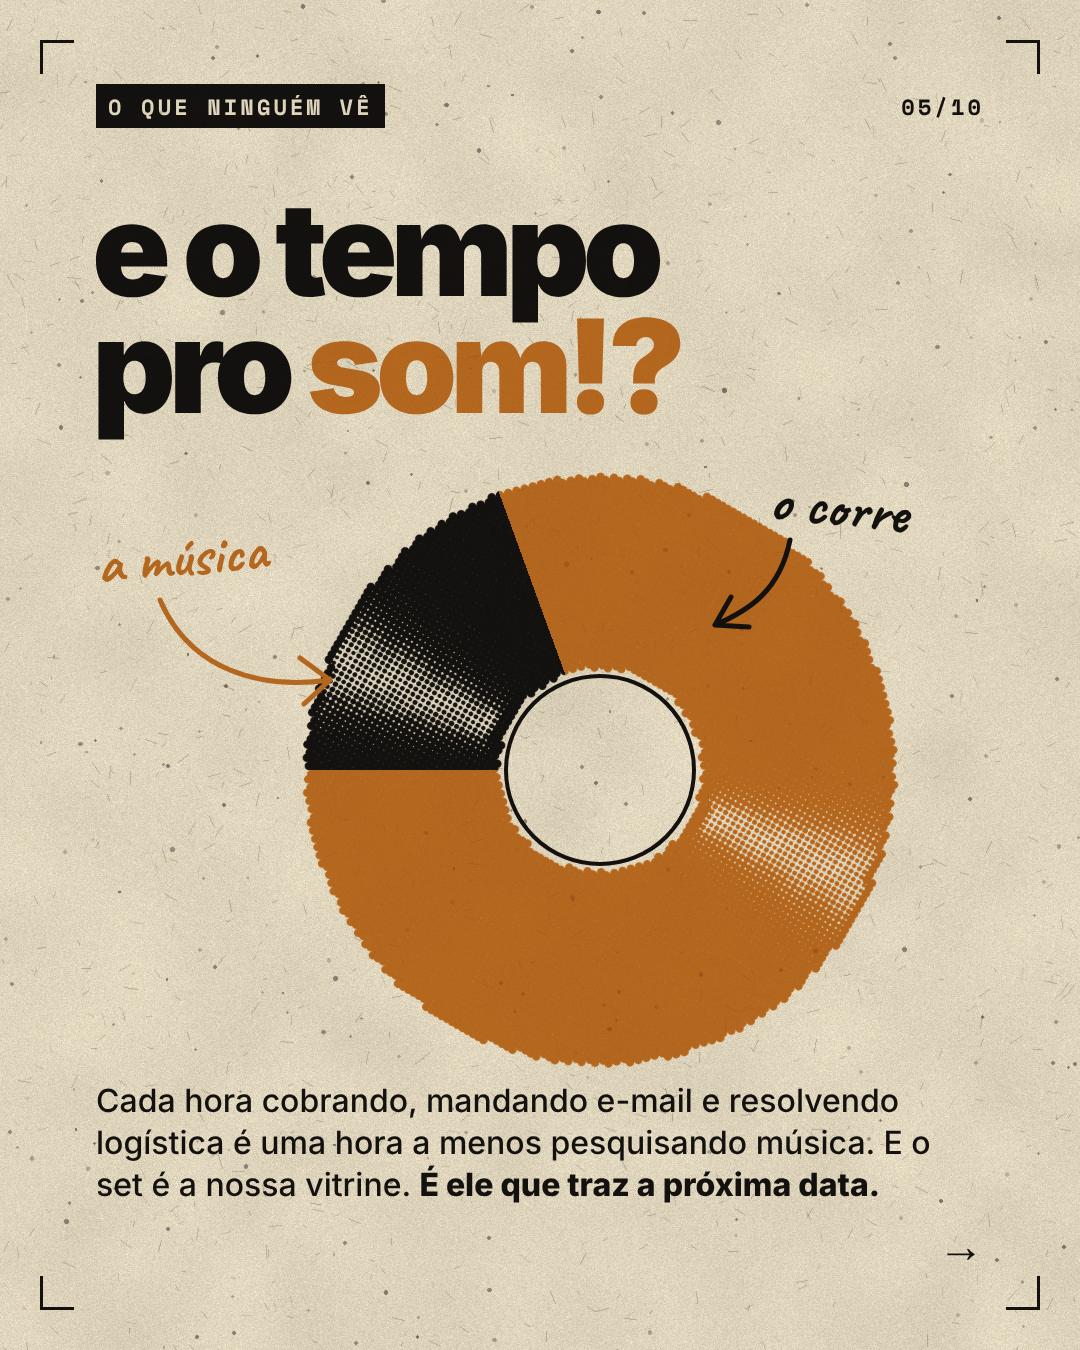 O QUE NINGUÉM VÊ
05/10
e o tempo
pro som!?
o corre
a música
Cada hora cobrando, mandando e-mail e resolvendo
logística é uma hora a menos pesquisando música. E o
set é a nossa vitrine. É ele que traz a próxima data.
→